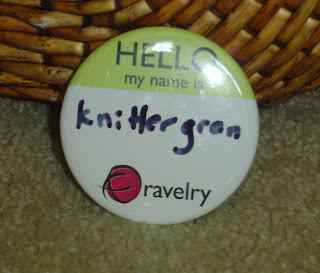 HELLO
my name is
knittergran
ravelry